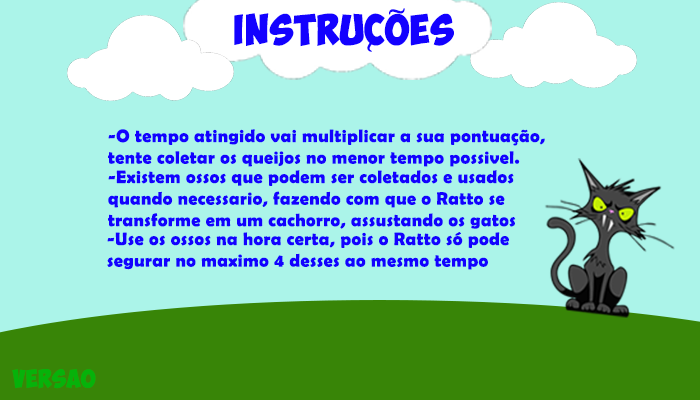 INSTRUÇÕES
-O tempo atingido vai multiplicar a sua pontuação,
tente coletar os queijos no menor tempo possivel.
-Existem ossos que podem ser coletados e usados
quando necessario, fazendo com que o Ratto se
transforme em um cachorro, assustando os gatos
-Use os ossos na hora certa, pois o Ratto só pode
segurar no maximo 4 desses ao mesmo tempo
VERSAO